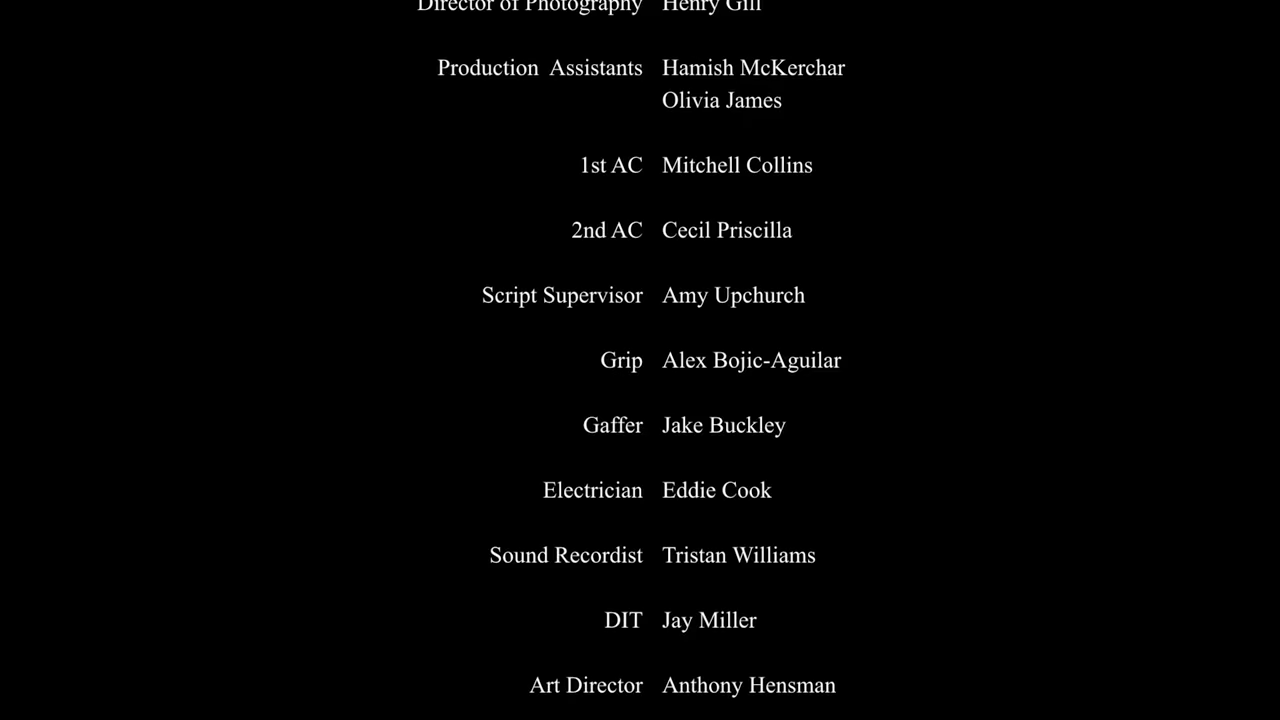 Director of Photography Henry Gill
Production Assistants Hamish McKerchar
Olivia James
1st AC Mitchell Collins
2nd AC Cecil Priscilla
Script Supervisor Amy Upchurch
Grip Alex Bojic-Aguilar
Gaffer Jake Buckley
Electrician Eddie Cook
Sound Recordist Tristan Williams
DIT Jay Miller
Art Director Anthony Hensman